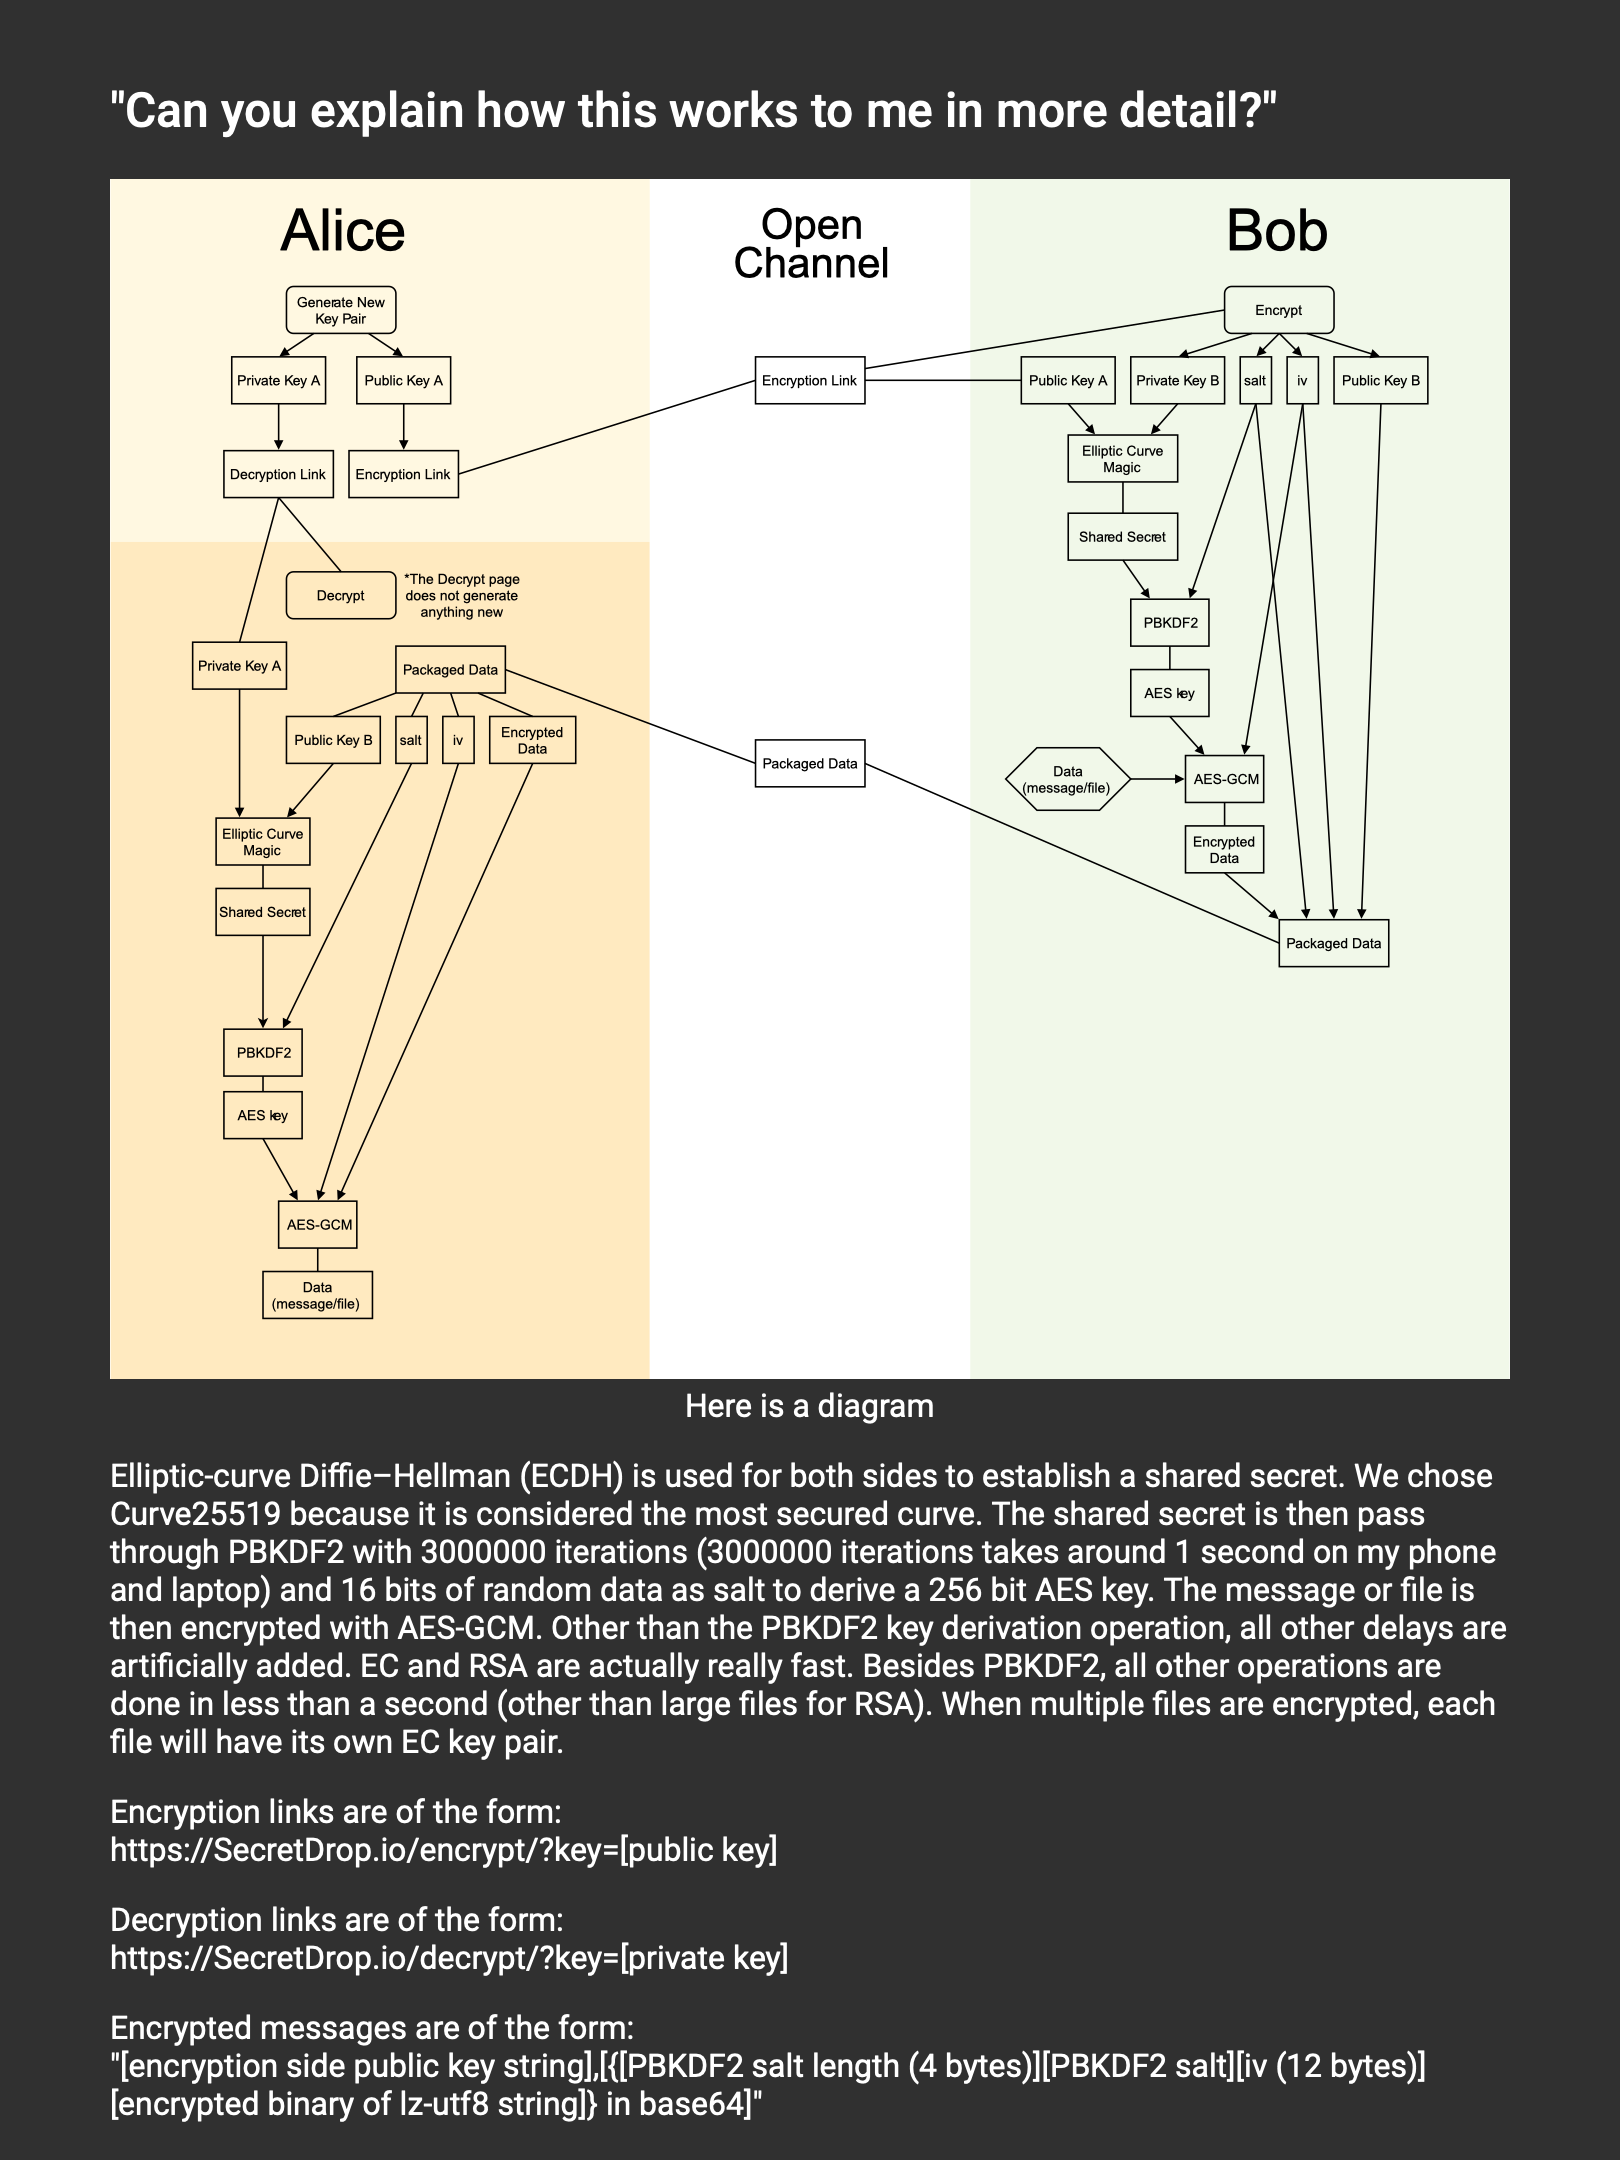 "Can you explain how this works to me in more detail?"
Alice
Open
Channel
Bob
Generate New
Key Pair
Encrypt
Private Key A
Public Key A
Encryption Link
Public Key A
Private Key B
salt
iv
Public Key B
Decryption Link
Encryption Link
Elliptic Curve
Magic
Shared Secret
Decrypt
*The Decrypt page
does not generate
anything new
PBKDF2
Private Key A
Packaged Data
AES key
Public Key B
salt
iv
Encrypted
Data
Packaged Data
Data
(message/file)
AES-GCM
Elliptic Curve
Magic
Encrypted
Data
Shared Secret
Packaged Data
PBKDF2
AES key
AES-GCM
Data
(message/file)
Here is a diagram
Elliptic-curve Diffie–Hellman (ECDH) is used for both sides to establish a shared secret. We chose
Curve25519 because it is considered the most secured curve. The shared secret is then pass
through PBKDF2 with 3000000 iterations (3000000 iterations takes around 1 second on my phone
and laptop) and 16 bits of random data as salt to derive a 256 bit AES key. The message or file is
then encrypted with AES-GCM. Other than the PBKDF2 key derivation operation, all other delays are
artificially added. EC and RSA are actually really fast. Besides PBKDF2, all other operations are
done in less than a second (other than large files for RSA). When multiple files are encrypted, each
file will have its own EC key pair.
Encryption links are of the form:
https://SecretDrop.io/encrypt/?key=[public key]
Decryption links are of the form:
https://SecretDrop.io/decrypt/?key=[private key]
Encrypted messages are of the form:
"[encryption side public key string],[{[PBKDF2 salt length (4 bytes)][PBKDF2 salt][iv (12 bytes)]
[encrypted binary of lz-utf8 string]} in base64]"